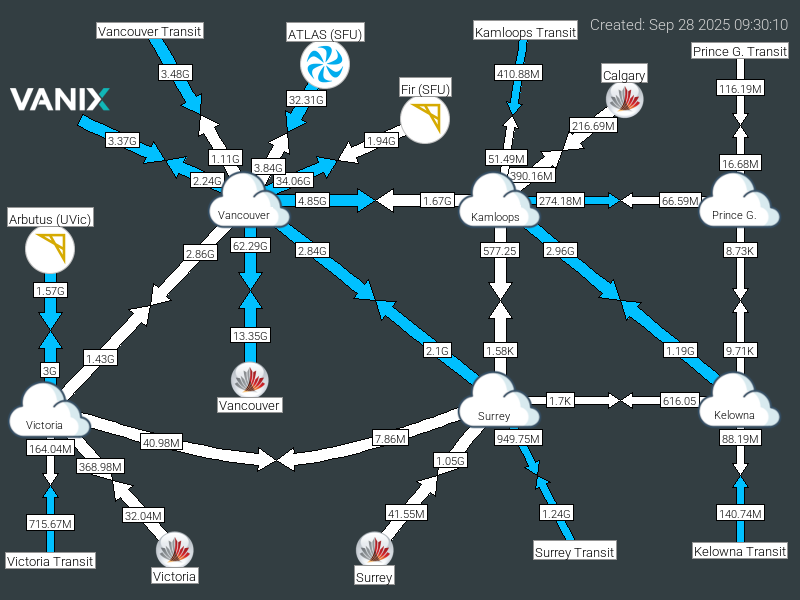 Created: Sep 28 2025 09:30:10
Vancouver Transit
ATLAS (SFU)
Kamloops Transit
Prince G. Transit
3.48G
32.31G
Fir (SFU)
410.88M
Calgary
116.19M
VANIX
3.37G
1.94G
216.69M
1.11G
3.84G
51.49M
16.68M
2.24G
34.06G
390.16M
4.85G
1.67G
274.18M
66.59M
Arbutus (UVic)
Vancouver
Kamloops
Prince G.
2.86G
62.29G
2.84G
577.25
2.96G
8.73K
1.57G
13.35G
1.43G
2.1G
1.58K
1.19G
9.71K
3G
Vancouver
1.7K
616.05
Victoria
Surrey
Kelowna
164.04M
40.98M
7.86M
949.75M
88.19M
368.98M
1.05G
715.67M
32.04M
41.55M
1.24G
140.74M
Victoria Transit
Victoria
Surrey
Surrey Transit
Kelowna Transit